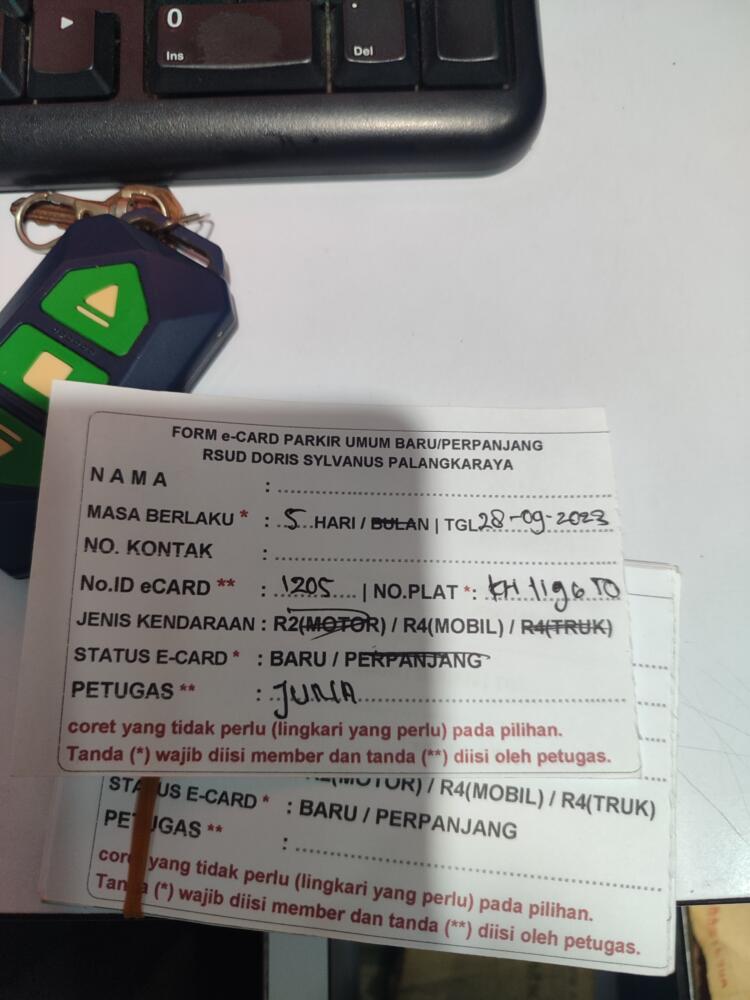 0
Ins
.
Del
FORM e-CARD PARKIR UMUM BARU/PERPANJANG
RSUD DORIS SYLVANUS PALANGKARAYA
NAMA :
MASA BERLAKU * : 5 HARI / BULAN | TGL 28-09-2023
NO. KONTAK :
No.ID eCARD ** : 1205 | NO.PLAT *: KH 1196 TO
JENIS KENDARAAN : R2(MOTOR) / R4(MOBIL) / R4(TRUK)
STATUS E-CARD * : BARU / PERPANJANG
PETUGAS ** : JUNA
coret yang tidak perlu (lingkari yang perlu) pada pilihan.
Tanda (*) wajib diisi member dan tanda (**) diisi oleh petugas.
R2(MOTOR) / R4(MOBIL) / R4(TRUK)
STATUS E-CARD * : BARU / PERPANJANG
PETUGAS ** :
coret yang tidak perlu (lingkari yang perlu) pada pilihan.
Tanda (*) wajib diisi member dan tanda (**) diisi oleh petugas.